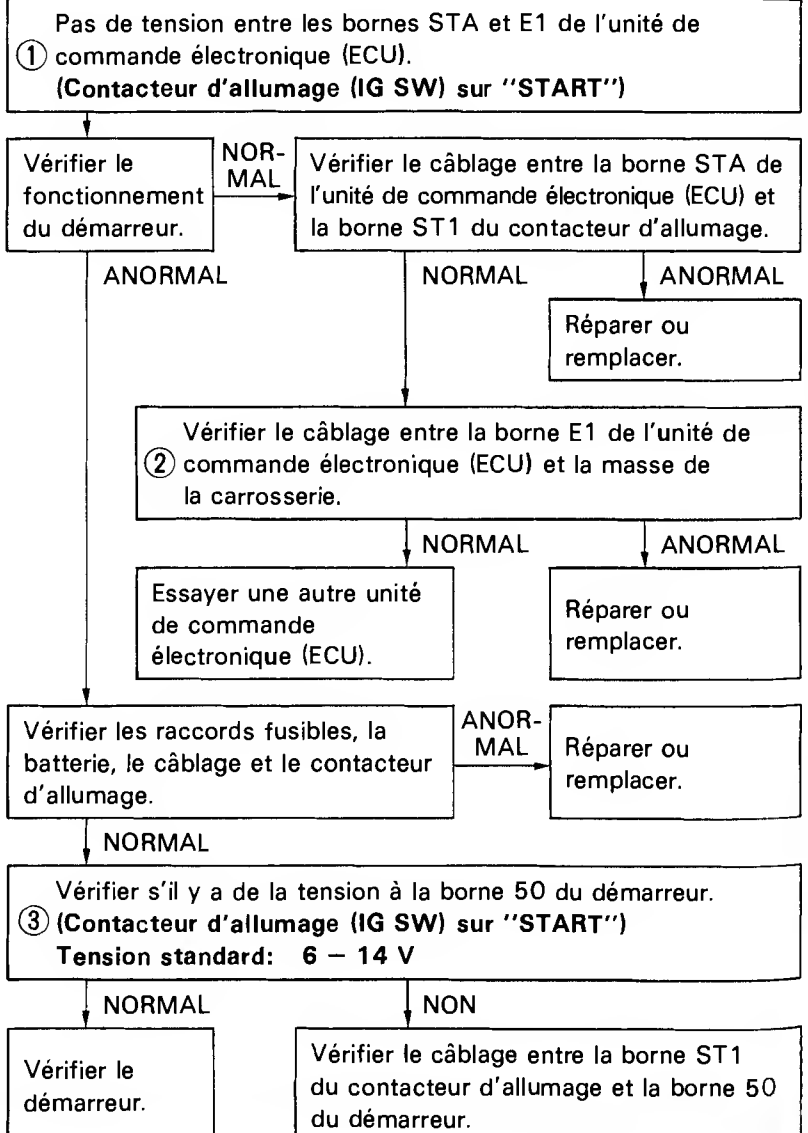 Pas de tension entre les bornes STA et E1 de l'unité de
① commande électronique (ECU).
(Contacteur d'allumage (IG SW) sur "START")
Vérifier le
fonctionnement
du démarreur.
NOR-
MAL
Vérifier le câblage entre la borne STA de
l'unité de commande électronique (ECU) et
la borne ST1 du contacteur d'allumage.
ANORMAL
NORMAL
ANORMAL
Réparer ou
remplacer.
Vérifier le câblage entre la borne E1 de l'unité de
② commande électronique (ECU) et la masse de
la carrosserie.
NORMAL
ANORMAL
Essayer une autre unité
de commande
électronique (ECU).
Réparer ou
remplacer.
Vérifier les raccords fusibles, la
batterie, le câblage et le contacteur
d'allumage.
ANOR-
MAL
Réparer ou
remplacer.
NORMAL
Vérifier s'il y a de la tension à la borne 50 du démarreur.
③ (Contacteur d'allumage (IG SW) sur "START")
Tension standard: 6 – 14 V
NORMAL
NON
Vérifier le
démarreur.
Vérifier le câblage entre la borne ST1
du contacteur d'allumage et la borne 50
du démarreur.